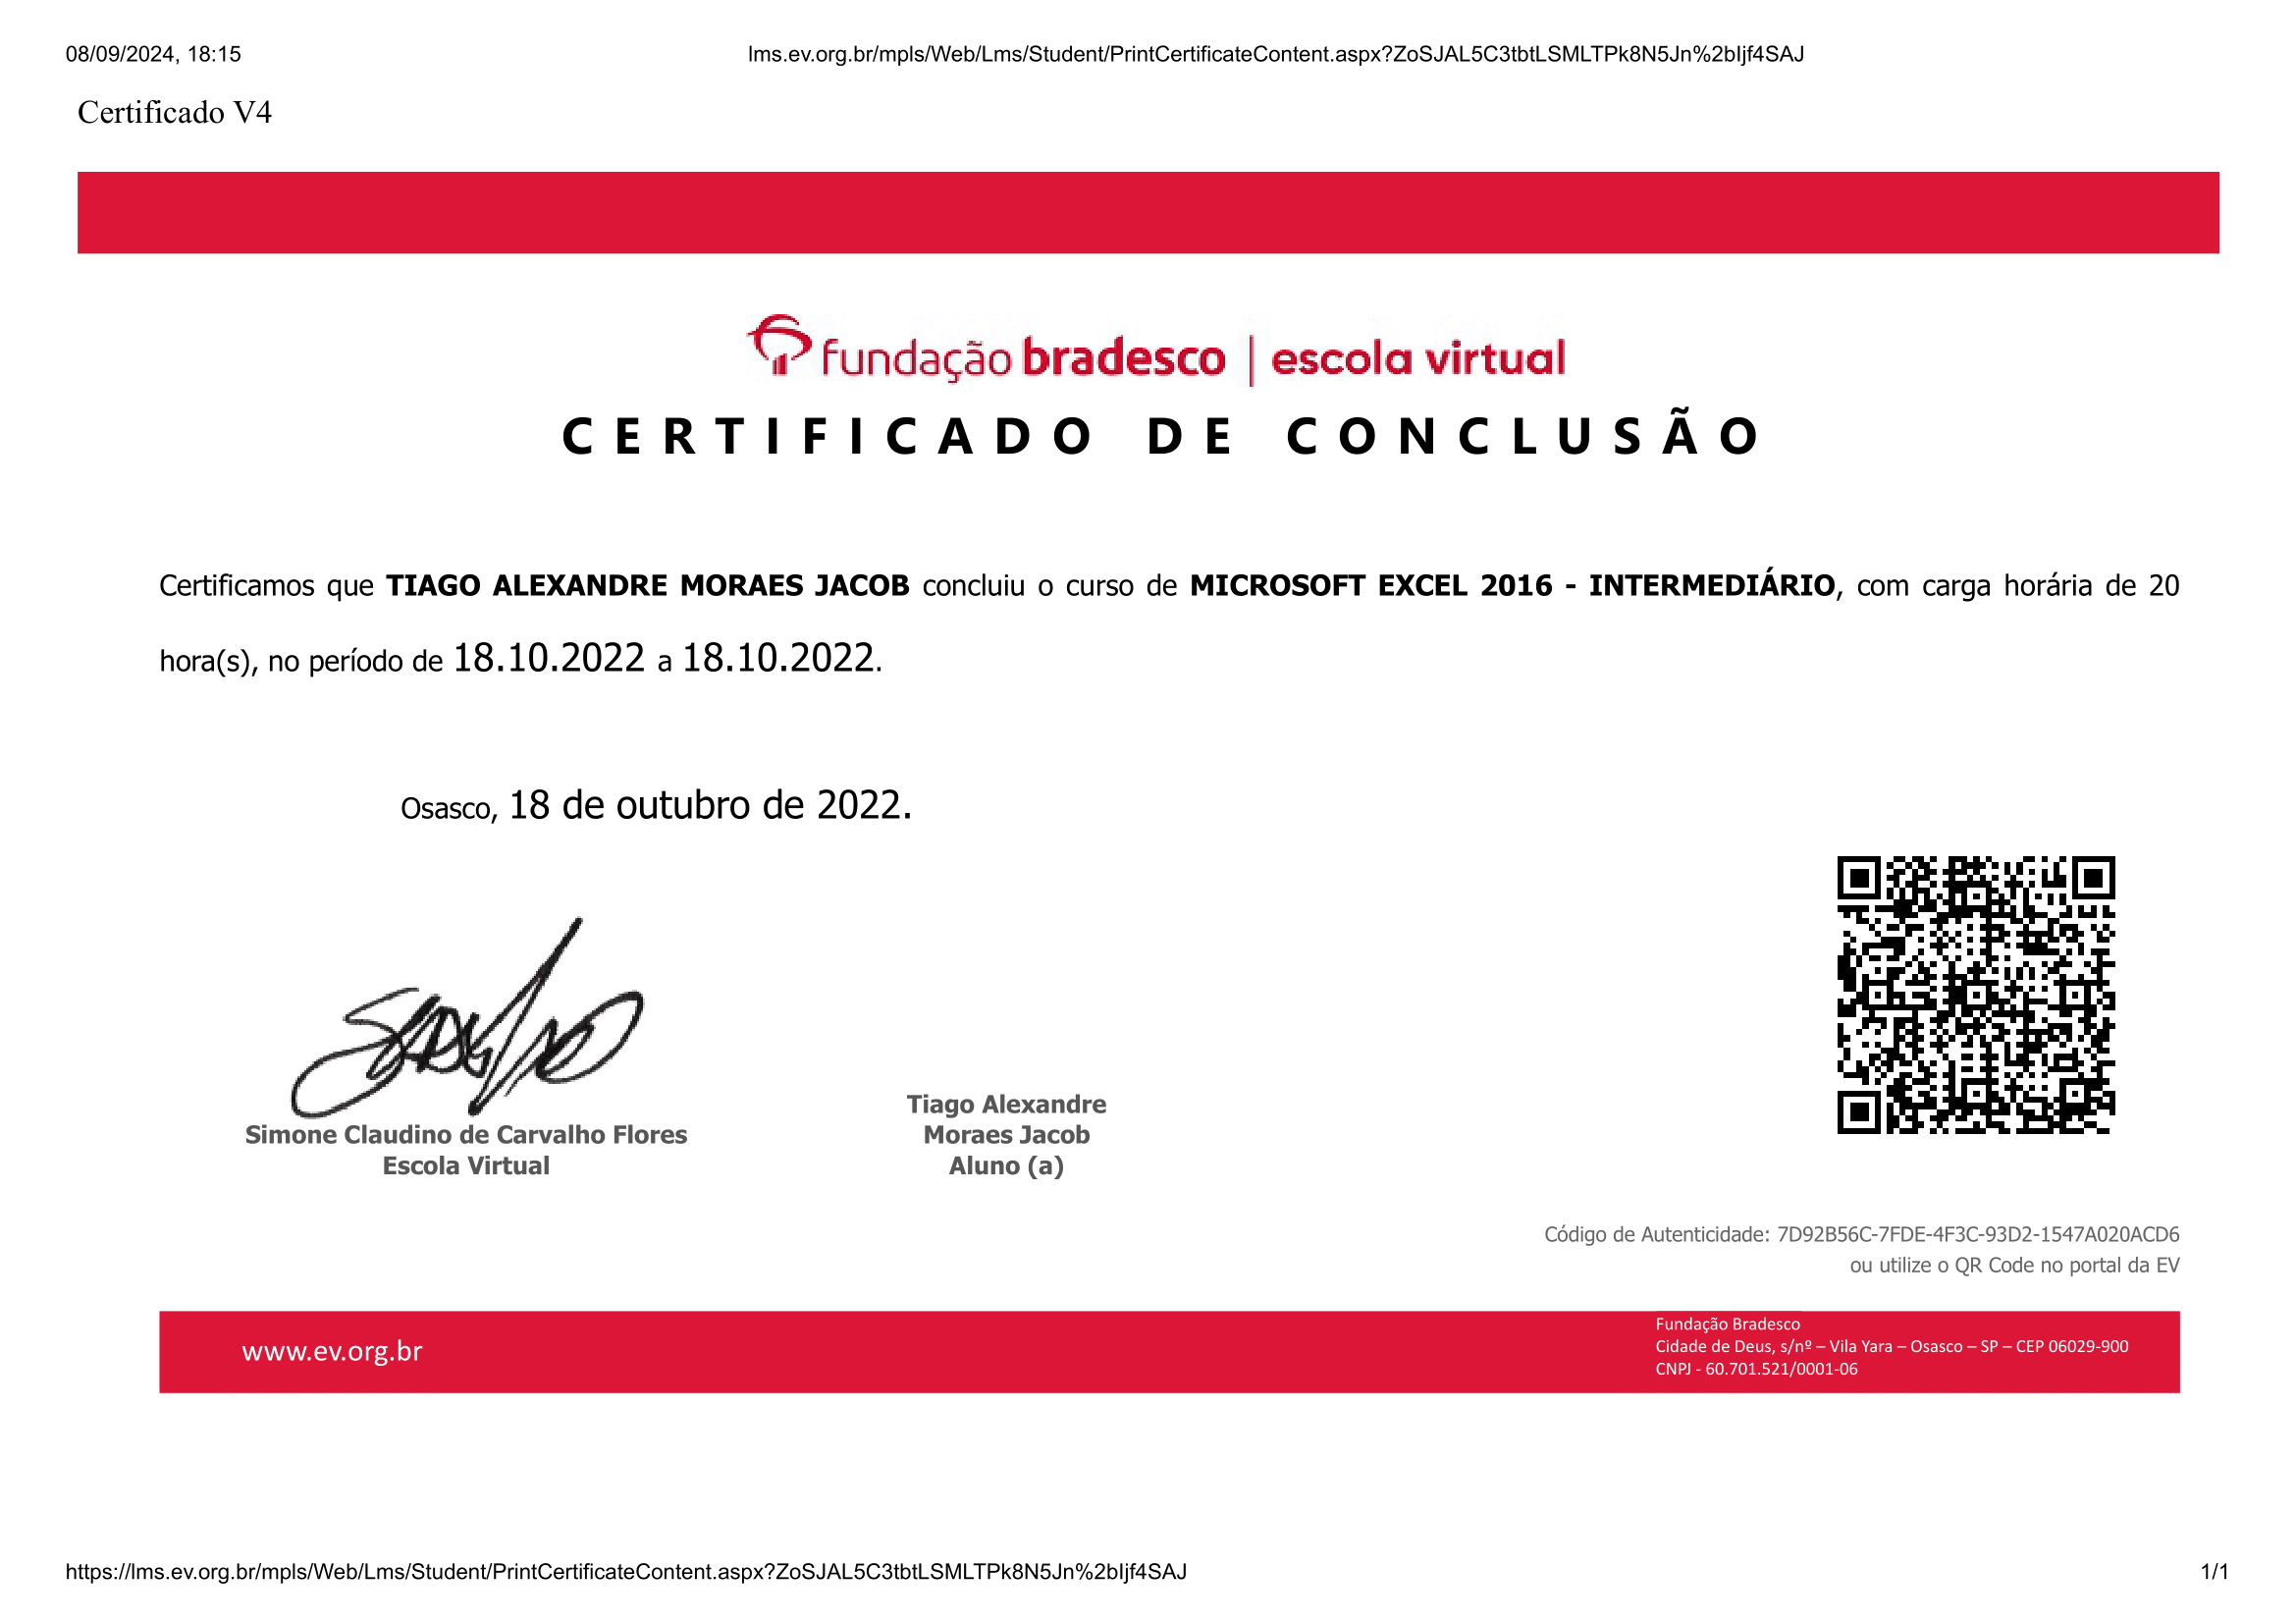 08/09/2024, 18:15
lms.ev.org.br/mpls/Web/Lms/Student/PrintCertificateContent.aspx?ZoSJAL5C3tbtLSMLTPk8N5Jn%2bIjf4SAJ
Certificado V4
fundação bradesco | escola virtual
CERTIFICADO DE CONCLUSÃO
Certificamos que TIAGO ALEXANDRE MORAES JACOB concluiu o curso de MICROSOFT EXCEL 2016 - INTERMEDIÁRIO, com carga horária de 20
hora(s), no período de 18.10.2022 a 18.10.2022.
Osasco, 18 de outubro de 2022.
Simone Claudino de Carvalho Flores
Escola Virtual
Tiago Alexandre
Moraes Jacob
Aluno (a)
Código de Autenticidade: 7D92B56C-7FDE-4F3C-93D2-1547A020ACD6
ou utilize o QR Code no portal da EV
www.ev.org.br
Fundação Bradesco
Cidade de Deus, s/nº – Vila Yara – Osasco – SP – CEP 06029-900
CNPJ - 60.701.521/0001-06
https://lms.ev.org.br/mpls/Web/Lms/Student/PrintCertificateContent.aspx?ZoSJAL5C3tbtLSMLTPk8N5Jn%2bIjf4SAJ
1/1